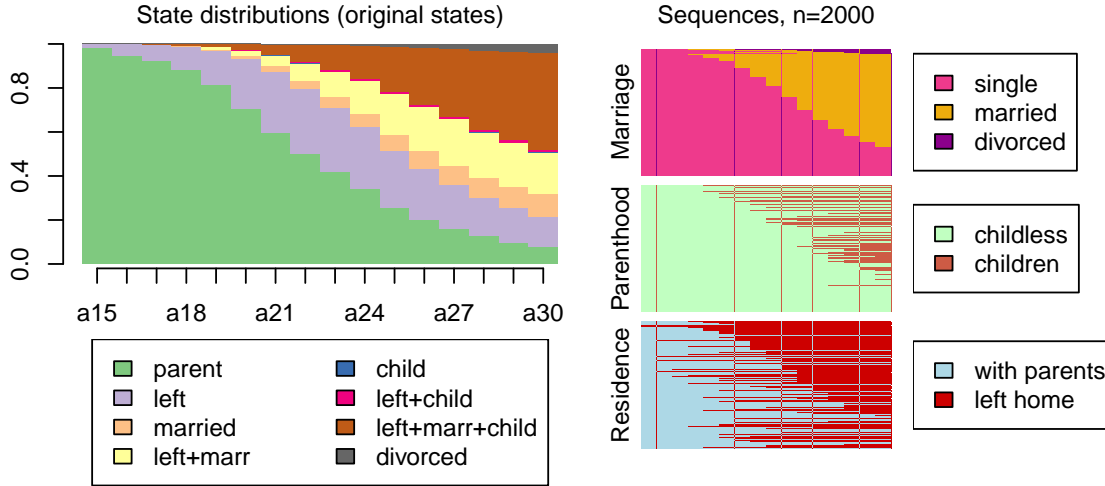 State distributions (original states)
0.0
0.4
0.8
a15
a18
a21
a24
a27
a30
parent
left
married
left+marr
child
left+child
left+marr+child
divorced
Sequences, n=2000
Marriage
single
married
divorced
Parenthood
childless
children
Residence
with parents
left home